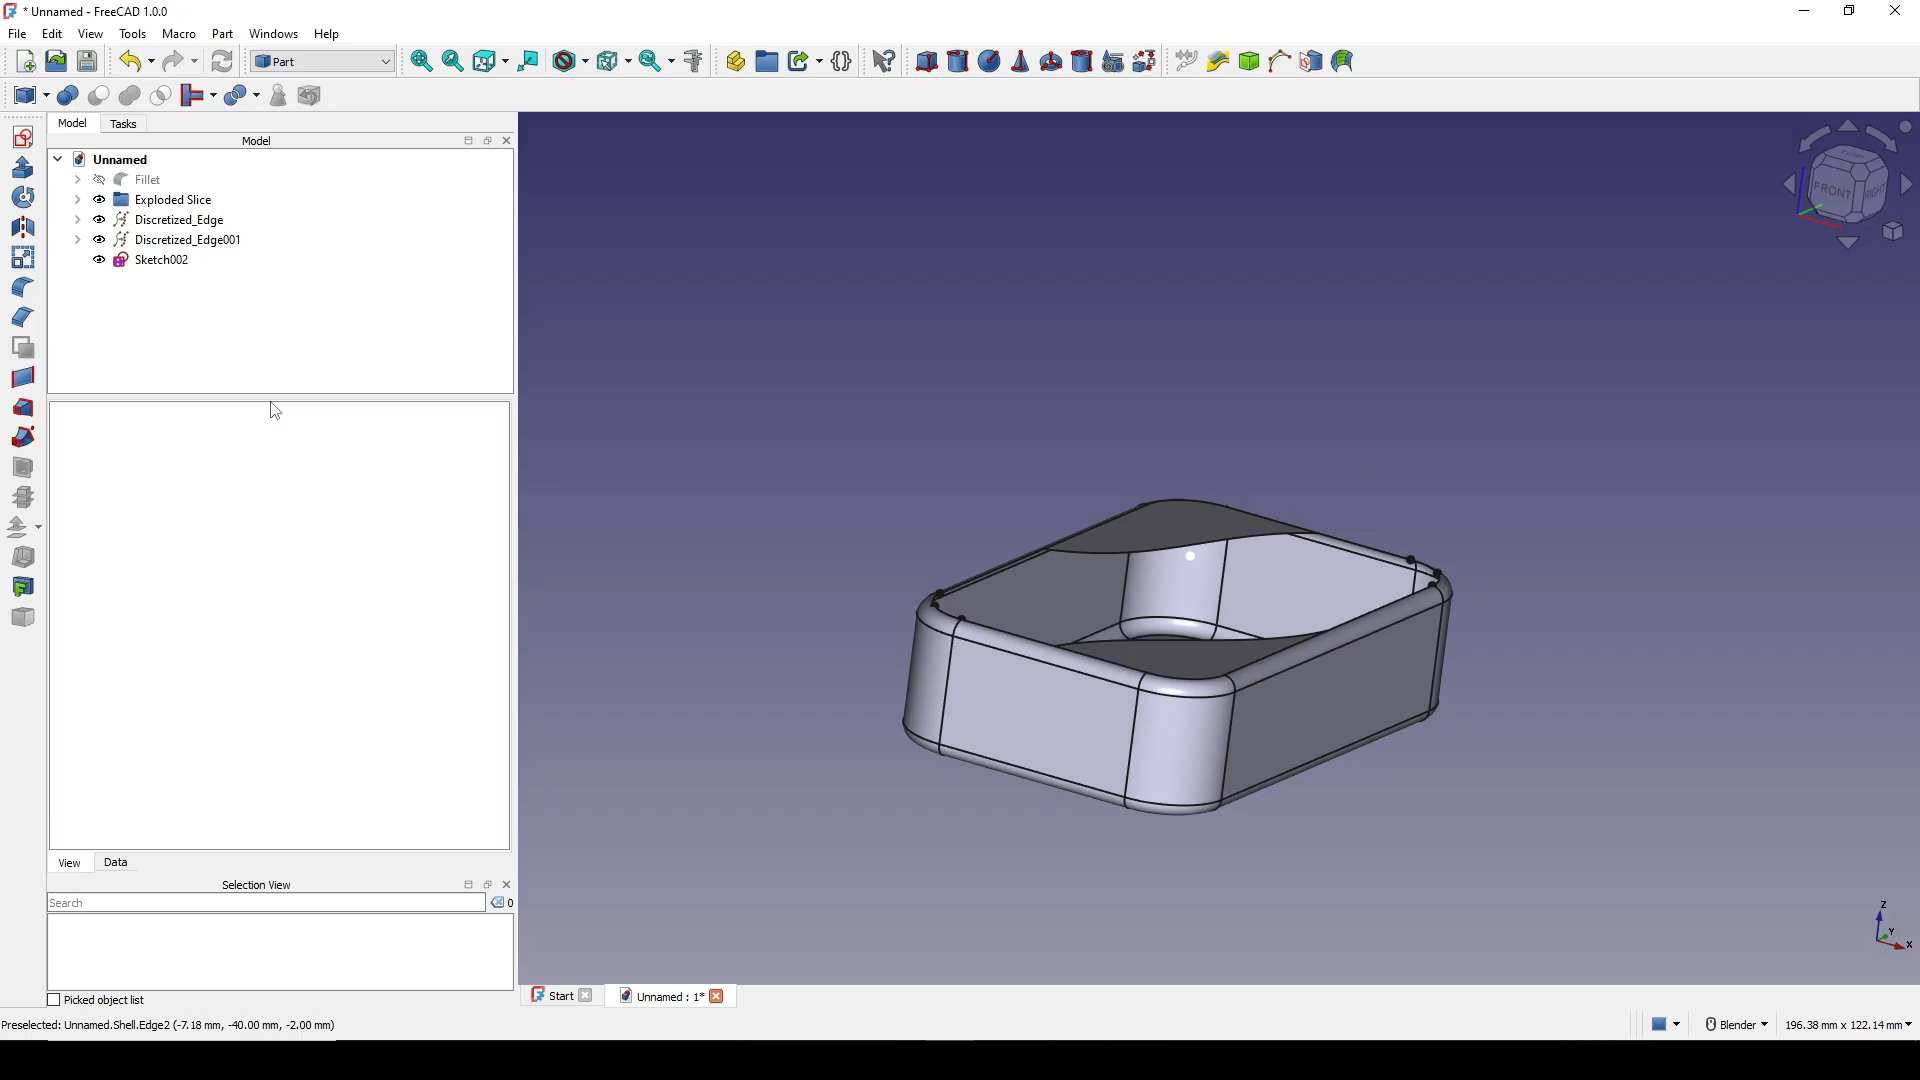 * Unnamed - FreeCAD 1.0.0
File Edit View Tools Macro Part Windows Help
Part
Model Tasks
Model
Unnamed
Fillet
Exploded Slice
Discretized_Edge
Discretized_Edge001
Sketch002
View Data
Selection View
Search 0
Picked object list
TOP
FRONT RIGHT
Z
Y
X
Start Unnamed : 1*
Preselected: Unnamed.Shell.Edge2 (-7.18 mm, -40.00 mm, -2.00 mm)
Blender 196.38 mm x 122.14 mm